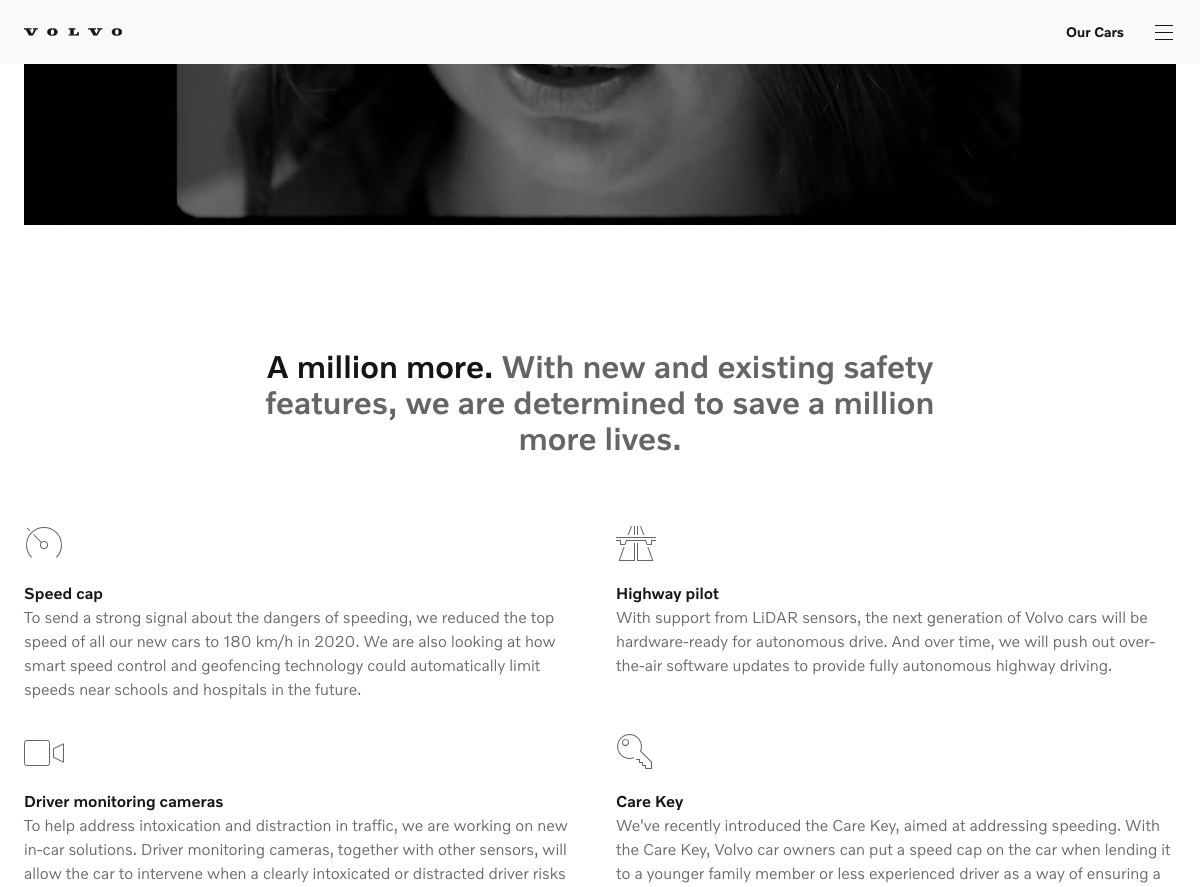 VOLVO
Our Cars
A million more. With new and existing safety
features, we are determined to save a million
more lives.
Speed cap
To send a strong signal about the dangers of speeding, we reduced the top
speed of all our new cars to 180 km/h in 2020. We are also looking at how
smart speed control and geofencing technology could automatically limit
speeds near schools and hospitals in the future.
Highway pilot
With support from LiDAR sensors, the next generation of Volvo cars will be
hardware-ready for autonomous drive. And over time, we will push out over-
the-air software updates to provide fully autonomous highway driving.
Driver monitoring cameras
To help address intoxication and distraction in traffic, we are working on new
in-car solutions. Driver monitoring cameras, together with other sensors, will
allow the car to intervene when a clearly intoxicated or distracted driver risks
Care Key
We've recently introduced the Care Key, aimed at addressing speeding. With
the Care Key, Volvo car owners can put a speed cap on the car when lending it
to a younger family member or less experienced driver as a way of ensuring a